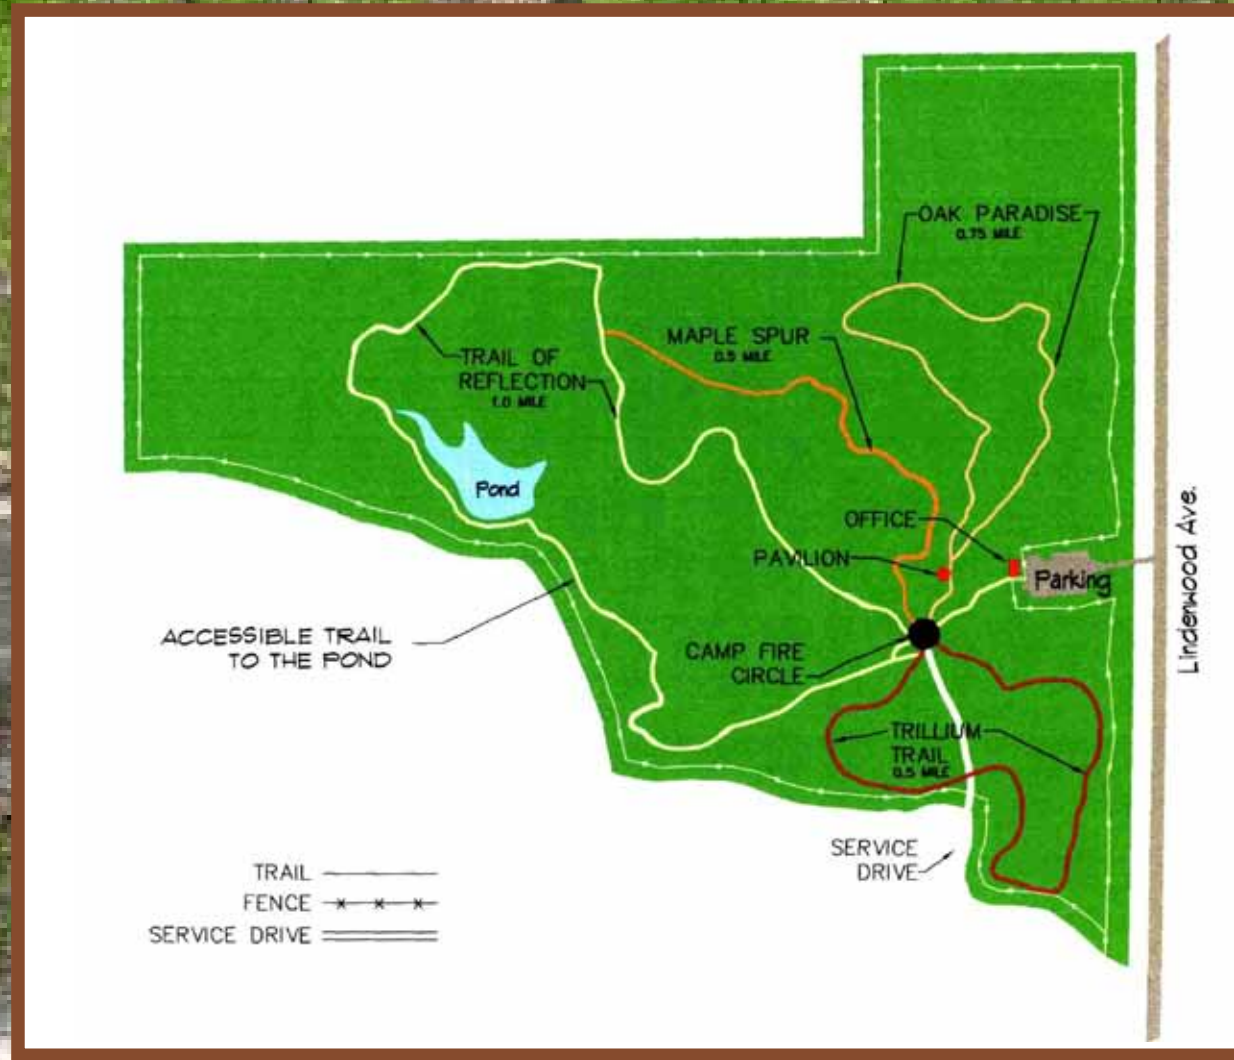 OAK PARADISE
0.75 MILE
MAPLE SPUR
0.5 MILE
TRAIL OF
REFLECTION
1.0 MILE
Pond
OFFICE
PAVILION
Parking
Lindenwood Ave.
ACCESSIBLE TRAIL
TO THE POND
CAMP FIRE
CIRCLE
TRILLIUM
TRAIL
0.5 MILE
SERVICE
DRIVE
TRAIL
FENCE
SERVICE DRIVE